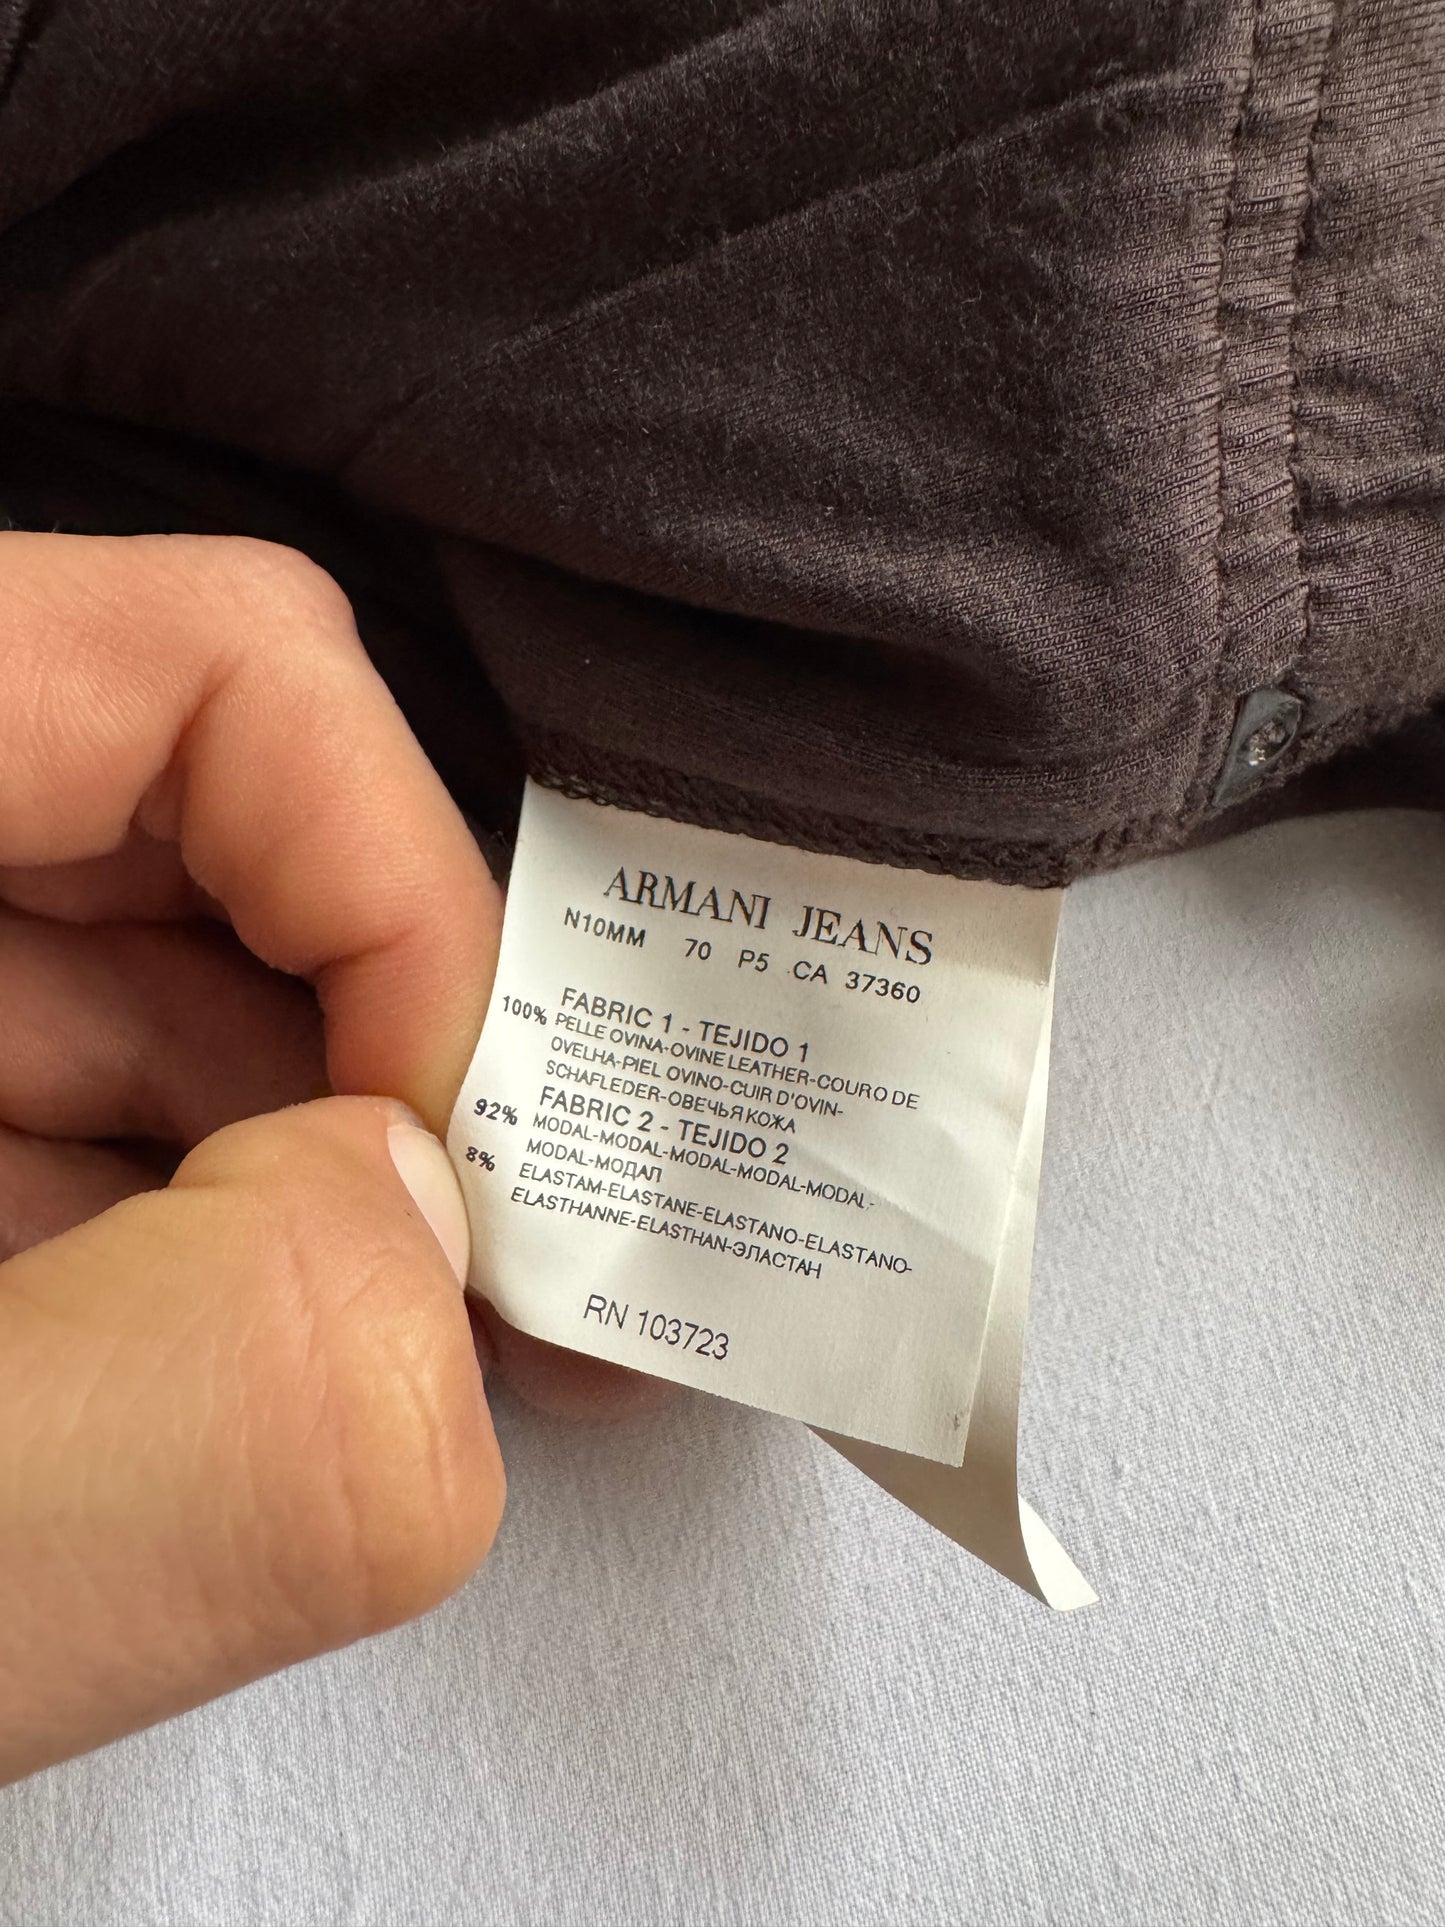 ARMANI JEANS
N10MM 70 P5 CA 37360
FABRIC 1 - TEJIDO 1
100% PELLE OVINA-OVINE LEATHER-COURO DE
OVELHA-PIEL OVINO-CUIR D'OVIN-
SCHAFLEDER-ОВЕЧЬЯ КОЖА
FABRIC 2 - TEJIDO 2
92% MODAL-MODAL-MODAL-MODAL-MODAL-
MODAL-МОДАЛ
8% ELASTAM-ELASTANE-ELASTANO-ELASTANO-
ELASTHANNE-ELASTHAN-ЭЛАСТАН
RN 103723